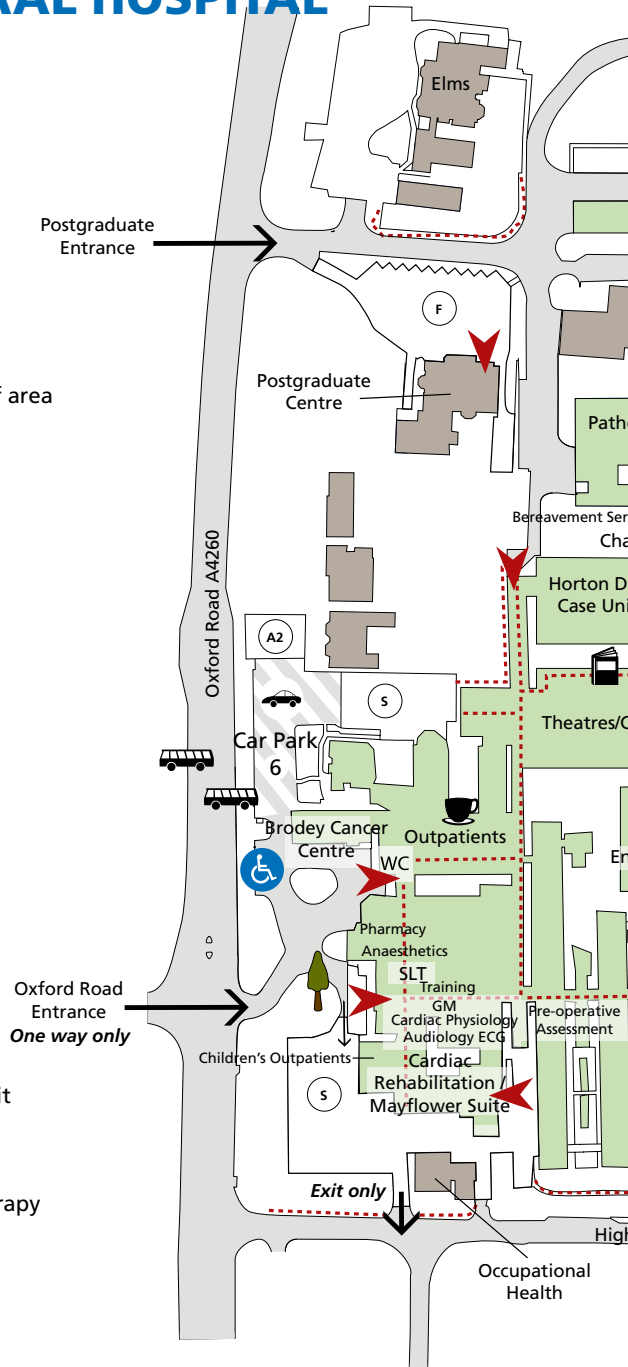 RAL HOSPITAL
Elms
Postgraduate
Entrance
F
area
Postgraduate
Centre
Path
Bereavement Ser
Cha
Oxford Road A4260
Horton D
Case Uni
A2
S
Theatres/C
Car Park
6
Brodey Cancer
Centre
Outpatients
WC
En
Pharmacy
Anaesthetics
SLT
Training
GM
Cardiac Physiology
Audiology ECG
Pre-operative
Assessment
Oxford Road
Entrance
One way only
Children's Outpatients
Cardiac
Rehabilitation /
Mayflower Suite
S
it
rapy
Exit only
High
Occupational
Health